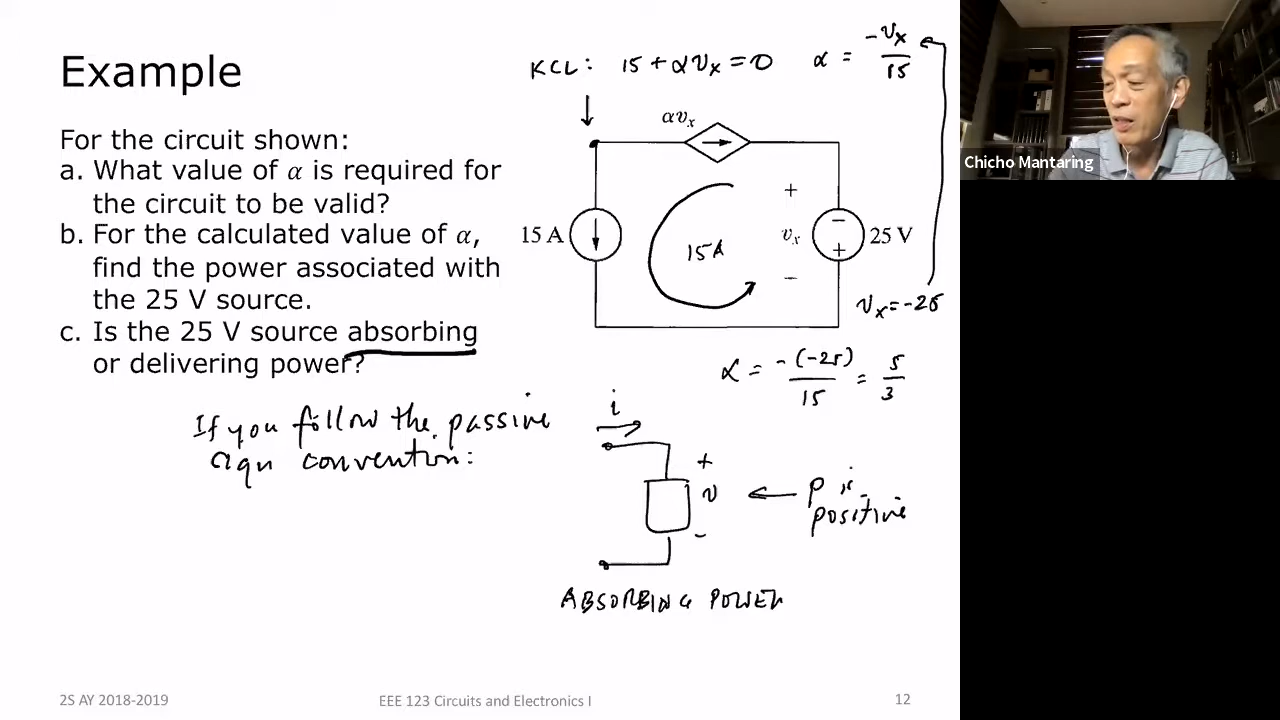 Example
For the circuit shown:
a. What value of α is required for
the circuit to be valid?
b. For the calculated value of α,
find the power associated with
the 25 V source.
c. Is the 25 V source absorbing
or delivering power?
KCL: 15 + αvx = 0
α = -vx/15
αvx
15 A
15A
+
vx
-
-
+
25 V
vx = -25
α = -(-25)/15 = 5/3
If you follow the passive
sign convention:
i
+
v
-
p is
positive
ABSORBING POWER
2S AY 2018-2019
EEE 123 Circuits and Electronics I
12
Chicho Mantaring